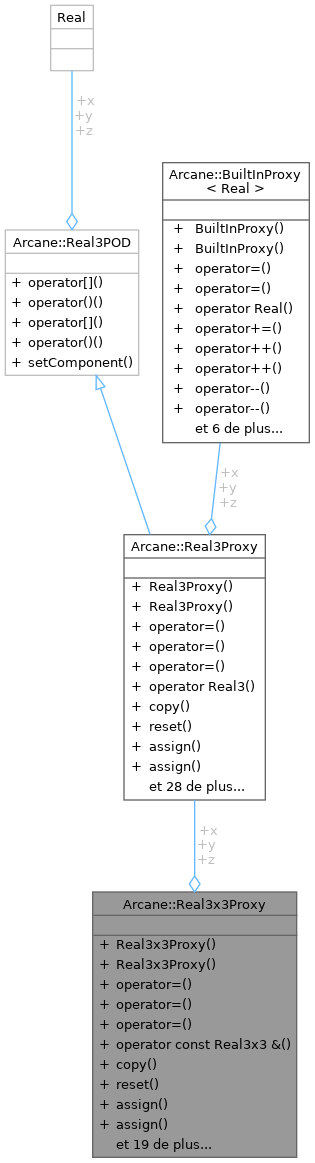 Real
+x
+y
+z
Arcane::Real3POD
+ operator[]()
+ operator()()
+ operator[]()
+ operator()()
+ setComponent()
Arcane::BuiltInProxy
< Real >
+ BuiltInProxy()
+ BuiltInProxy()
+ operator=()
+ operator=()
+ operator Real()
+ operator+=()
+ operator++()
+ operator++()
+ operator--()
+ operator--()
et 6 de plus...
+x
+y
+z
Arcane::Real3Proxy
+ Real3Proxy()
+ Real3Proxy()
+ operator=()
+ operator=()
+ operator=()
+ operator Real3()
+ copy()
+ reset()
+ assign()
+ assign()
et 28 de plus...
+x
+y
+z
Arcane::Real3x3Proxy
+ Real3x3Proxy()
+ Real3x3Proxy()
+ operator=()
+ operator=()
+ operator=()
+ operator const Real3x3 &()
+ copy()
+ reset()
+ assign()
+ assign()
et 19 de plus...